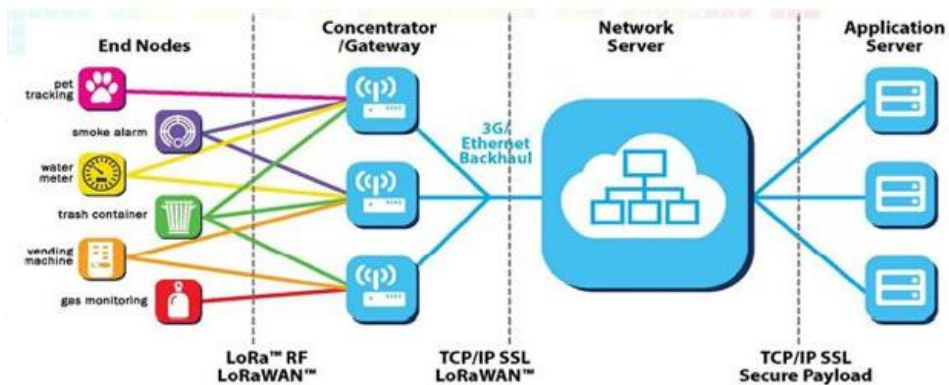 End Nodes
Concentrator
/Gateway
Network
Server
Application
Server
pet
tracking
smoke alarm
water
meter
trash container
vending
machine
gas monitoring
3G/
Ethernet
Backhaul
LoRa™ RF
LoRaWAN™
TCP/IP SSL
LoRaWAN™
TCP/IP SSL
Secure Payload